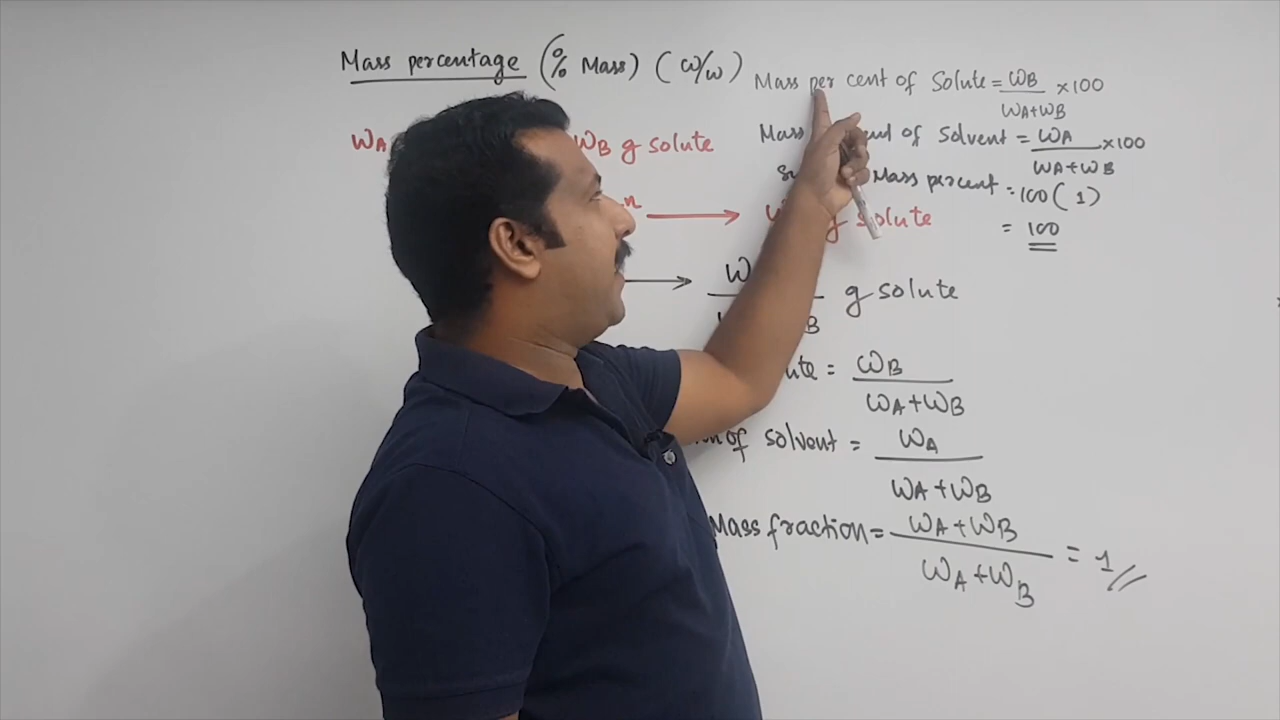 Mass percentage (% Mass) (w/w)
Mass per cent of Solute = wB / wA+wB ×100
Mass of Solvent = wA / wA+wB ×100
wB g solute
Mass percent = 100(1)
= 100
g solute
g solute
= wB / wA+wB
of solvent = wA / wA+wB
Mass fraction = wA+wB / wA+wB = 1